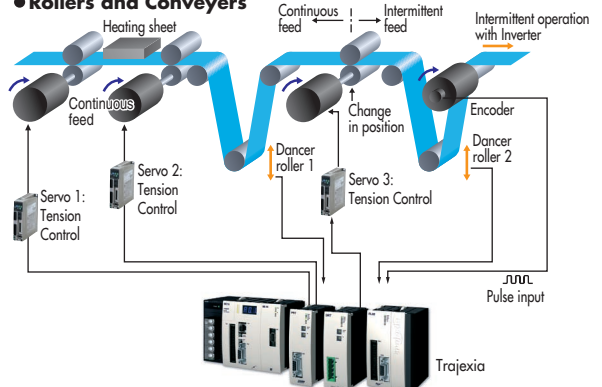 ●Rollers and Conveyers
Heating sheet
Continuous
feed
Intermittent
feed
Intermittent operation
with Inverter
Continuous
feed
Change
in position
Encoder
Dancer
roller 1
Dancer
roller 2
Servo 1:
Tension
Control
Servo 2:
Tension
Control
Servo 3:
Tension Control
Pulse input
Trajexia